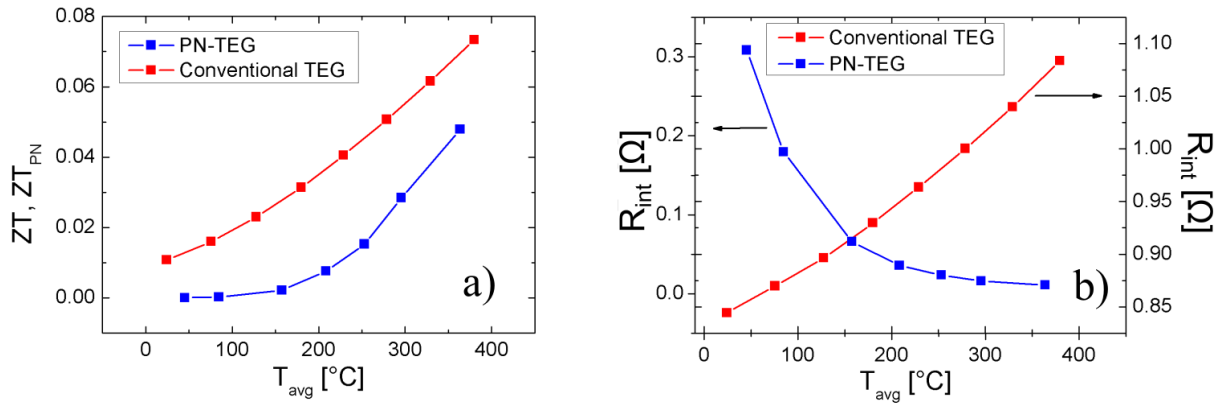 0.08
0.06
0.04
0.02
0.00
ZT, ZT_PN
PN-TEG
Conventional TEG
a)
0 100 200 300 400
T_avg [°C]
0.3
0.2
0.1
0.0
R_int [Ω]
Conventional TEG
PN-TEG
b)
1.10
1.05
1.00
0.95
0.90
0.85
R_int [Ω]
0 100 200 300 400
T_avg [°C]